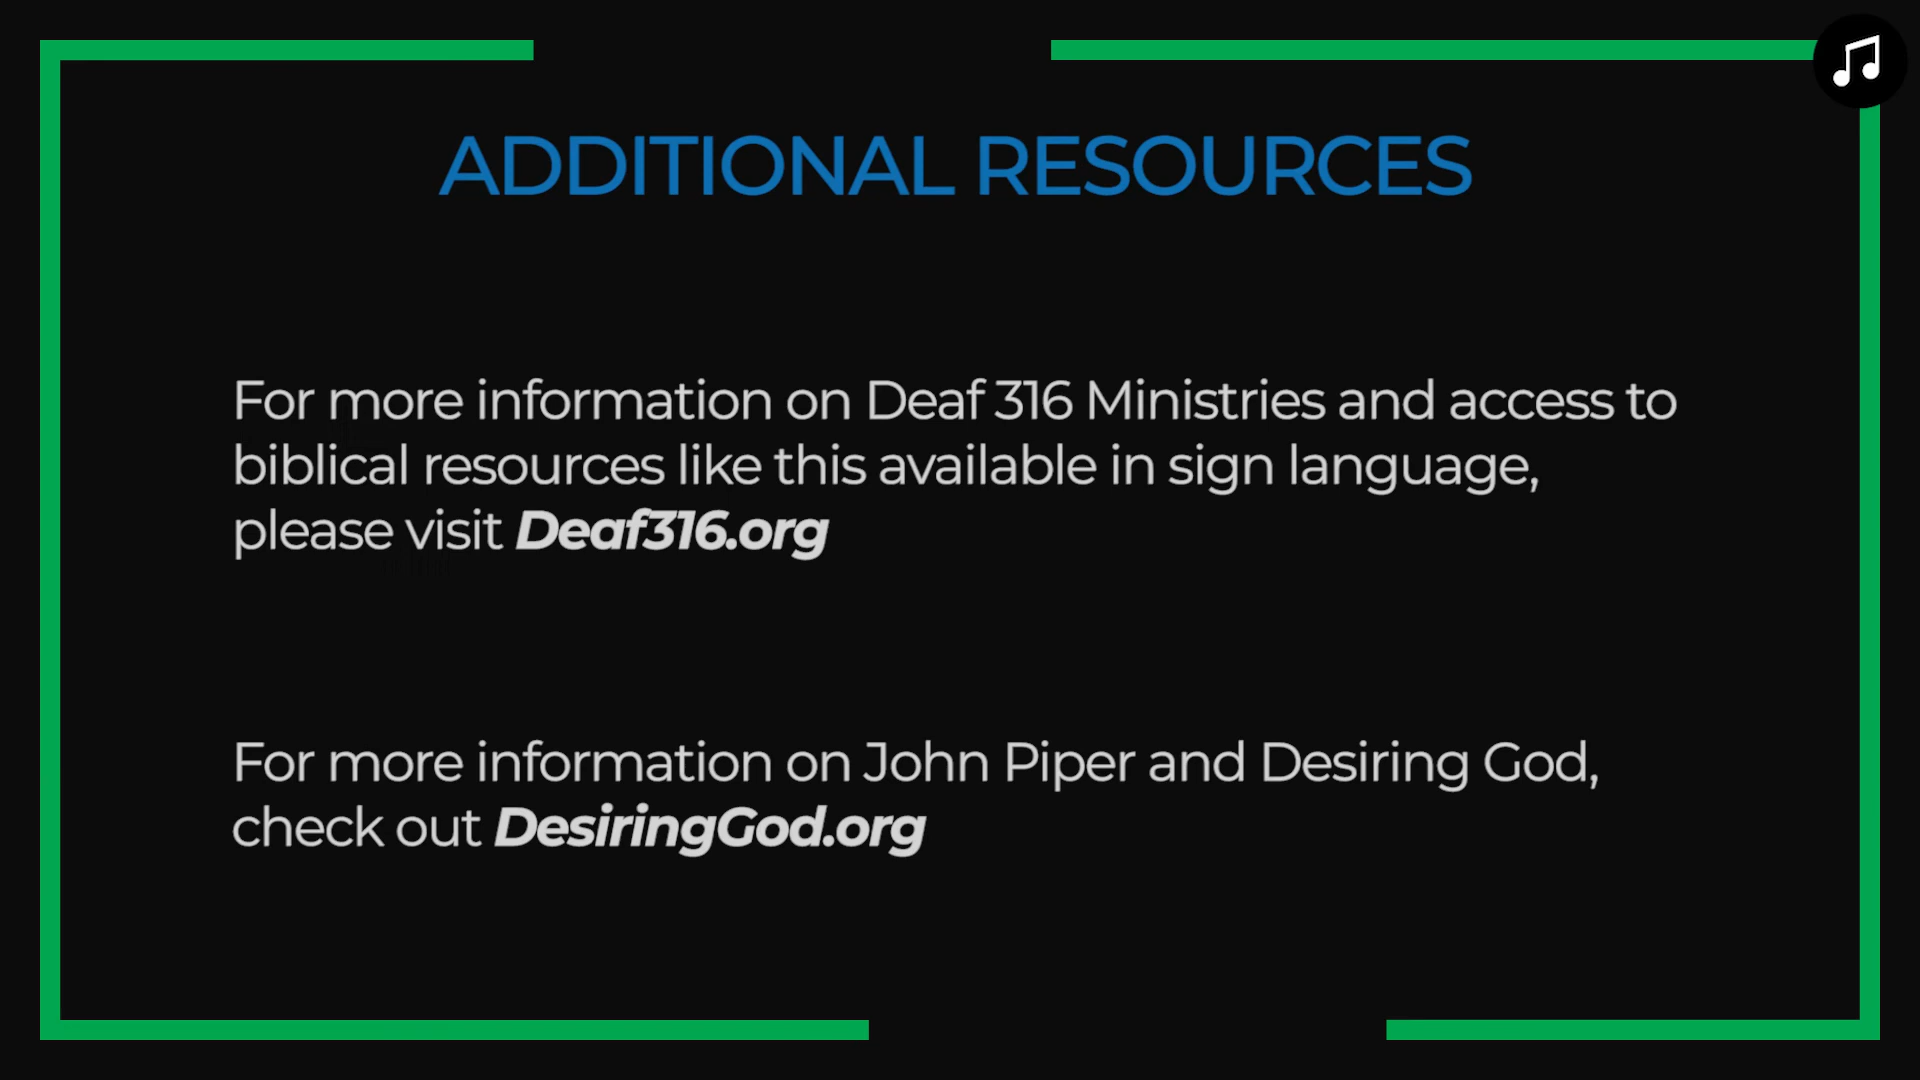 ADDITIONAL RESOURCES
For more information on Deaf 316 Ministries and access to
biblical resources like this available in sign language,
please visit Deaf316.org
For more information on John Piper and Desiring God,
check out DesiringGod.org